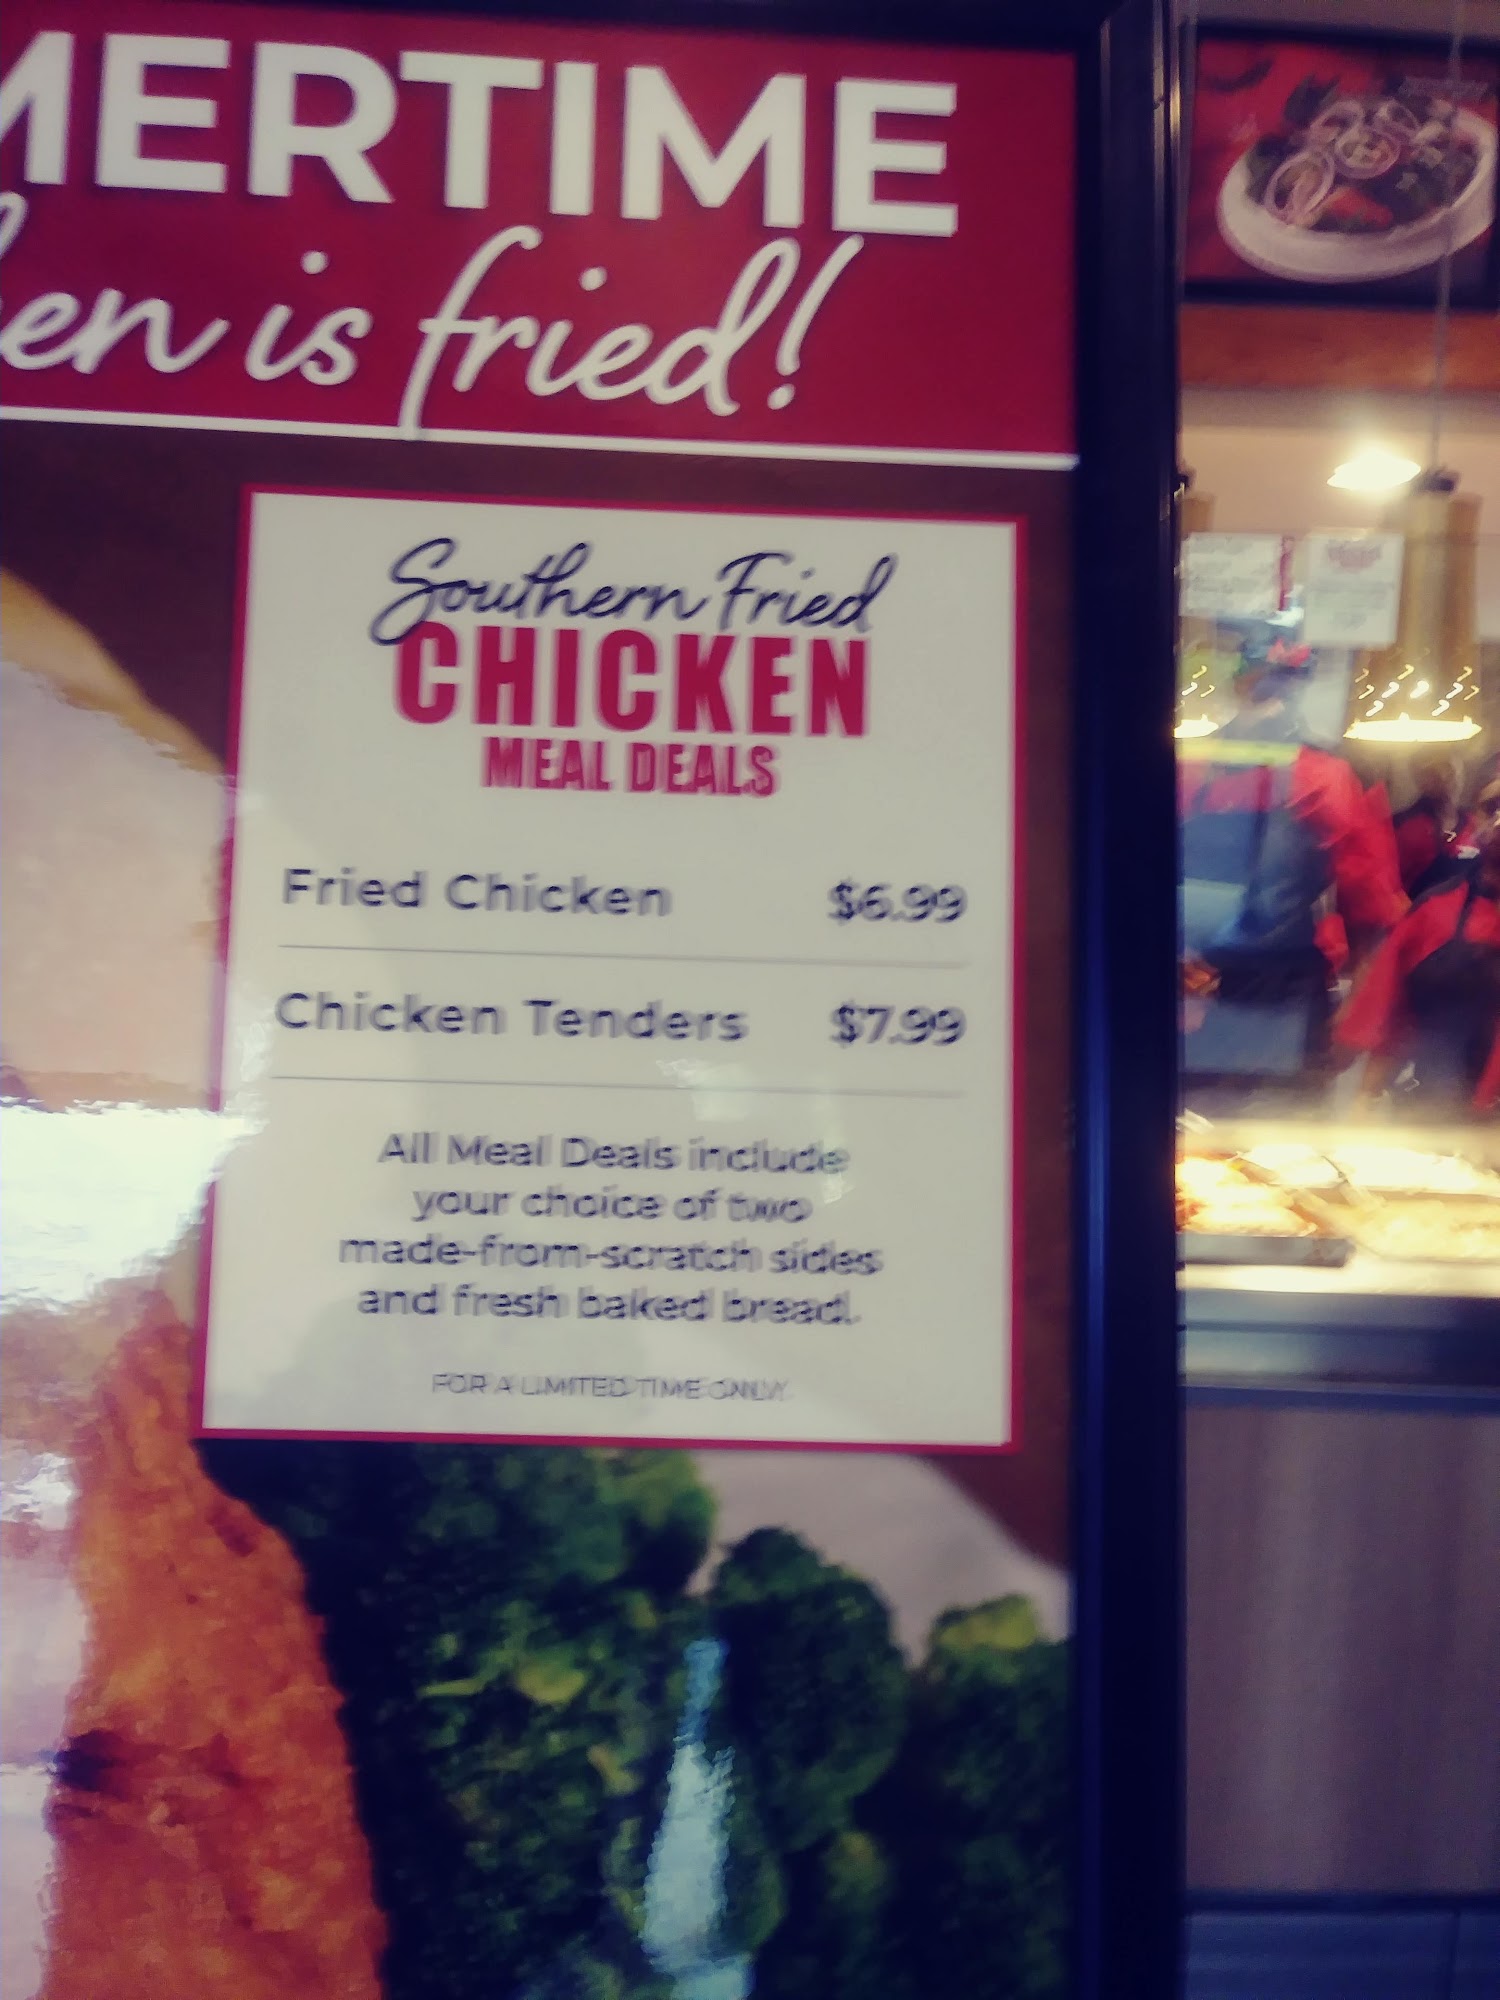 MERTIME
en is fried!
Southern Fried
CHICKEN
MEAL DEALS
Fried Chicken $6.99
Chicken Tenders $7.99
All Meal Deals include
your choice of two
made-from-scratch sides
and fresh baked bread.
FOR A LIMITED TIME ONLY.